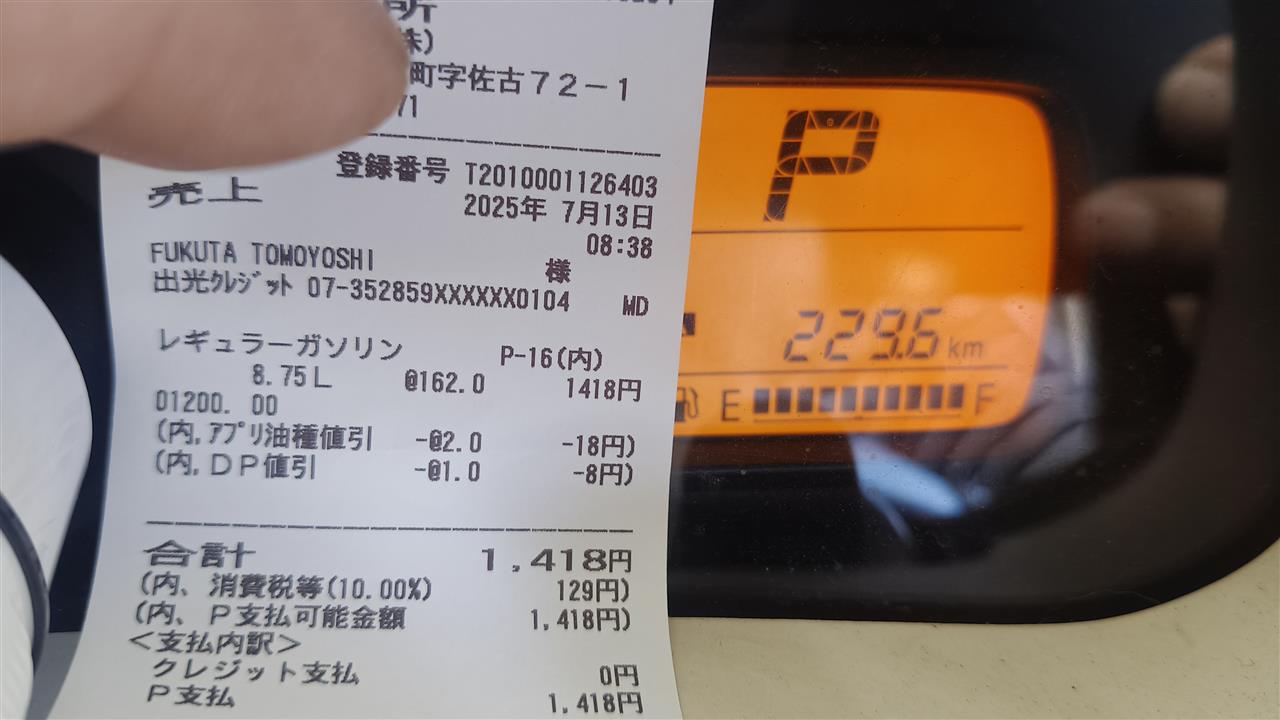 所
株)
町字佐古72-1
71
登録番号 T2010001126403
売上
2025年 7月13日
08:38
FUKUTA TOMOYOSHI
様
出光クレジット 07-352859XXXXXX0104 MD
レギュラーガソリン P-16(内)
8.75L @162.0 1418円
01200. 00
(内,アプリ油種値引 -@2.0 -18円)
(内,DP値引 -@1.0 -8円)
合計 1,418円
(内、消費税等(10.00%) 129円)
(内、P支払可能金額 1,418円)
<支払内訳>
クレジット支払 0円
P支払 1,418円
P
229.6 km
E F